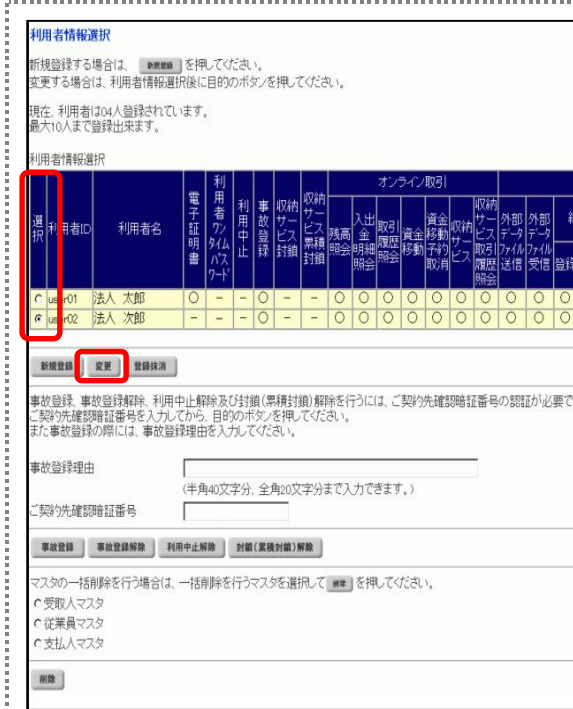 利用者情報選択
新規登録する場合は、 新規登録 を押してください。
変更する場合は、利用者情報選択後に目的のボタンを押してください。
現在、利用者は04人登録されています。
最大10人まで登録出来ます。
利用者情報選択
オンライン取引
選択 利用者ID 利用者名 電子証明書 利用者ワンタイムパスワード 利用中止 事故登録 収納サービス封鎖 収納サービス累積封鎖 残高照会 入出金明細照会 取引履歴照会 資金移動 資金移動予約取消 収納サービス 収納サービス取引履歴照会 外部データファイル送信 外部データファイル受信 登録
user01 法人 太郎 ○ － － ○ － － ○ ○ ○ ○ ○ ○ ○ ○ ○ ○
user02 法人 次郎 － － － ○ － － ○ ○ ○ ○ ○ ○ ○ ○ ○ ○
新規登録 変更 登録抹消
事故登録、事故登録解除、利用中止解除及び封鎖(累積封鎖)解除を行うには、ご契約先確認暗証番号の認証が必要で
ご契約先確認暗証番号を入力してから、目的のボタンを押してください。
また事故登録の際には、事故登録理由を入力してください。
事故登録理由
(半角40文字分、全角20文字分まで入力できます。)
ご契約先確認暗証番号
事故登録 事故登録解除 利用中止解除 封鎖(累積封鎖)解除
マスタの一括削除を行う場合は、一括削除を行うマスタを選択して を押してください。
受取人マスタ
従業員マスタ
支払人マスタ
削除